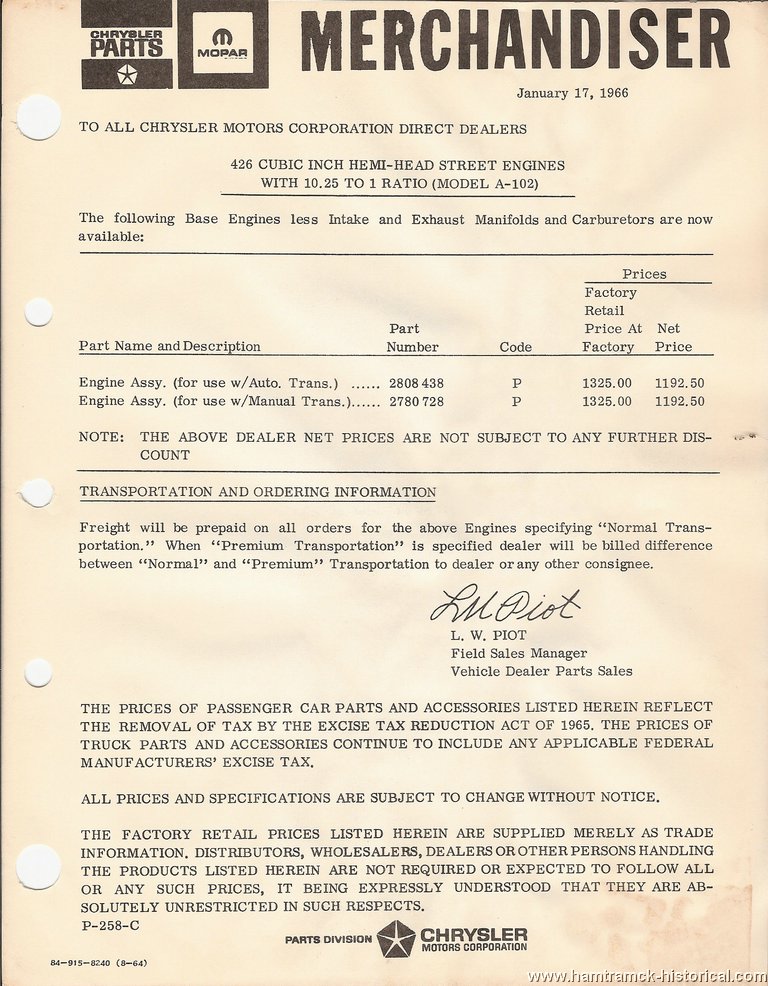 CHRYSLER
PARTS
MOPAR
MERCHANDISER
January 17, 1966
TO ALL CHRYSLER MOTORS CORPORATION DIRECT DEALERS
426 CUBIC INCH HEMI-HEAD STREET ENGINES
WITH 10.25 TO 1 RATIO (MODEL A-102)
The following Base Engines less Intake and Exhaust Manifolds and Carburetors are now
available:
Prices
Factory
Retail
Part Price At Net
Part Name and Description Number Code Factory Price
Engine Assy. (for use w/Auto. Trans.) ...... 2808 438 P 1325.00 1192.50
Engine Assy. (for use w/Manual Trans.)...... 2780 728 P 1325.00 1192.50
NOTE: THE ABOVE DEALER NET PRICES ARE NOT SUBJECT TO ANY FURTHER DIS-
COUNT
TRANSPORTATION AND ORDERING INFORMATION
Freight will be prepaid on all orders for the above Engines specifying "Normal Trans-
portation." When "Premium Transportation" is specified dealer will be billed difference
between "Normal" and "Premium" Transportation to dealer or any other consignee.
LW Piot
L. W. PIOT
Field Sales Manager
Vehicle Dealer Parts Sales
THE PRICES OF PASSENGER CAR PARTS AND ACCESSORIES LISTED HEREIN REFLECT
THE REMOVAL OF TAX BY THE EXCISE TAX REDUCTION ACT OF 1965. THE PRICES OF
TRUCK PARTS AND ACCESSORIES CONTINUE TO INCLUDE ANY APPLICABLE FEDERAL
MANUFACTURERS' EXCISE TAX.
ALL PRICES AND SPECIFICATIONS ARE SUBJECT TO CHANGE WITHOUT NOTICE.
THE FACTORY RETAIL PRICES LISTED HEREIN ARE SUPPLIED MERELY AS TRADE
INFORMATION. DISTRIBUTORS, WHOLESALERS, DEALERS OR OTHER PERSONS HANDLING
THE PRODUCTS LISTED HEREIN ARE NOT REQUIRED OR EXPECTED TO FOLLOW ALL
OR ANY SUCH PRICES, IT BEING EXPRESSLY UNDERSTOOD THAT THEY ARE AB-
SOLUTELY UNRESTRICTED IN SUCH RESPECTS.
P-258-C
PARTS DIVISION CHRYSLER
MOTORS CORPORATION
84-915-8240 (8-64)
www.hamtramck-historical.com